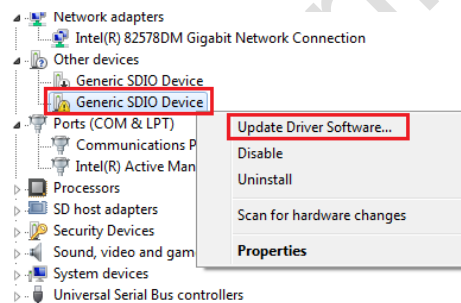 Network adapters
Intel(R) 82578DM Gigabit Network Connection
Other devices
Generic SDIO Device
Generic SDIO Device
Ports (COM & LPT)
Communications P
Intel(R) Active Man
Processors
SD host adapters
Security Devices
Sound, video and gam
System devices
Universal Serial Bus controllers
Update Driver Software...
Disable
Uninstall
Scan for hardware changes
Properties